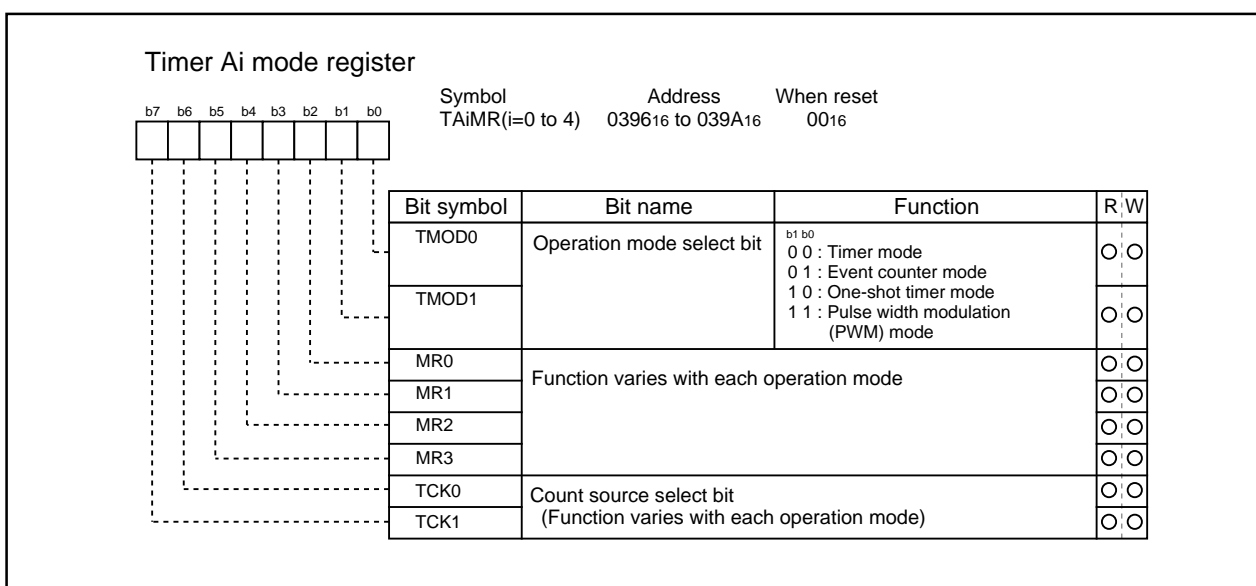 Timer Ai mode register
Symbol Address When reset
TAiMR(i=0 to 4) 039616 to 039A16 0016
b7 b6 b5 b4 b3 b2 b1 b0
Bit symbol Bit name Function R W
TMOD0 Operation mode select bit
b1 b0
0 0 : Timer mode
0 1 : Event counter mode
1 0 : One-shot timer mode
1 1 : Pulse width modulation
(PWM) mode
TMOD1
MR0
Function varies with each operation mode
MR1
MR2
MR3
TCK0
Count source select bit
(Function varies with each operation mode)
TCK1